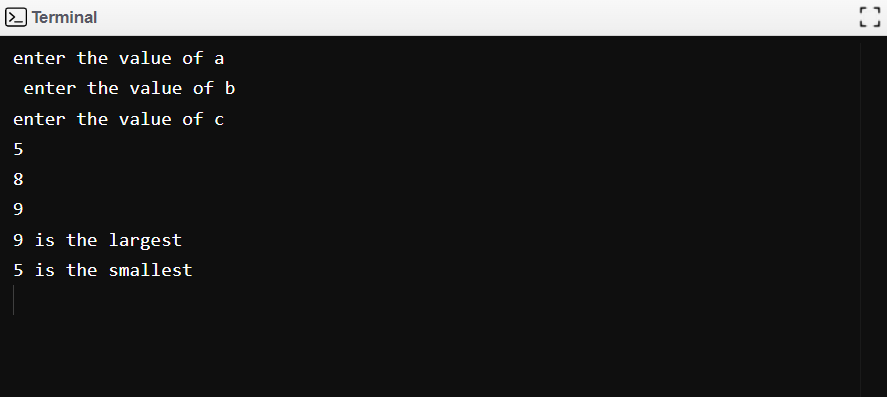 Terminal
enter the value of a
enter the value of b
enter the value of c
5
8
9
9 is the largest
5 is the smallest